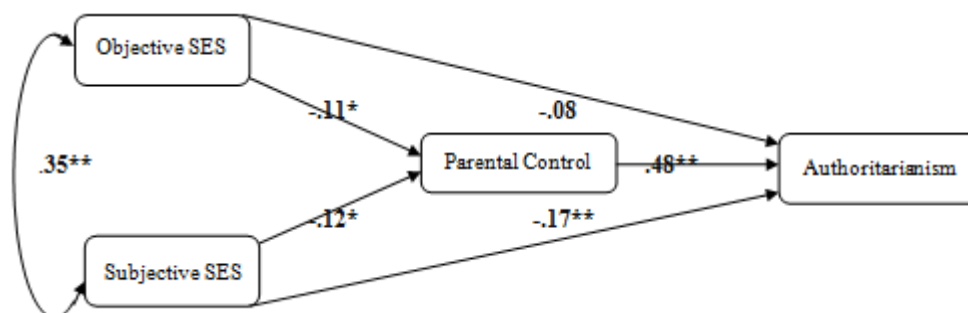 Objective SES
-.11*
-.08
.35**
Parental Control
.48**
Authoritarianism
-.12*
-.17**
Subjective SES